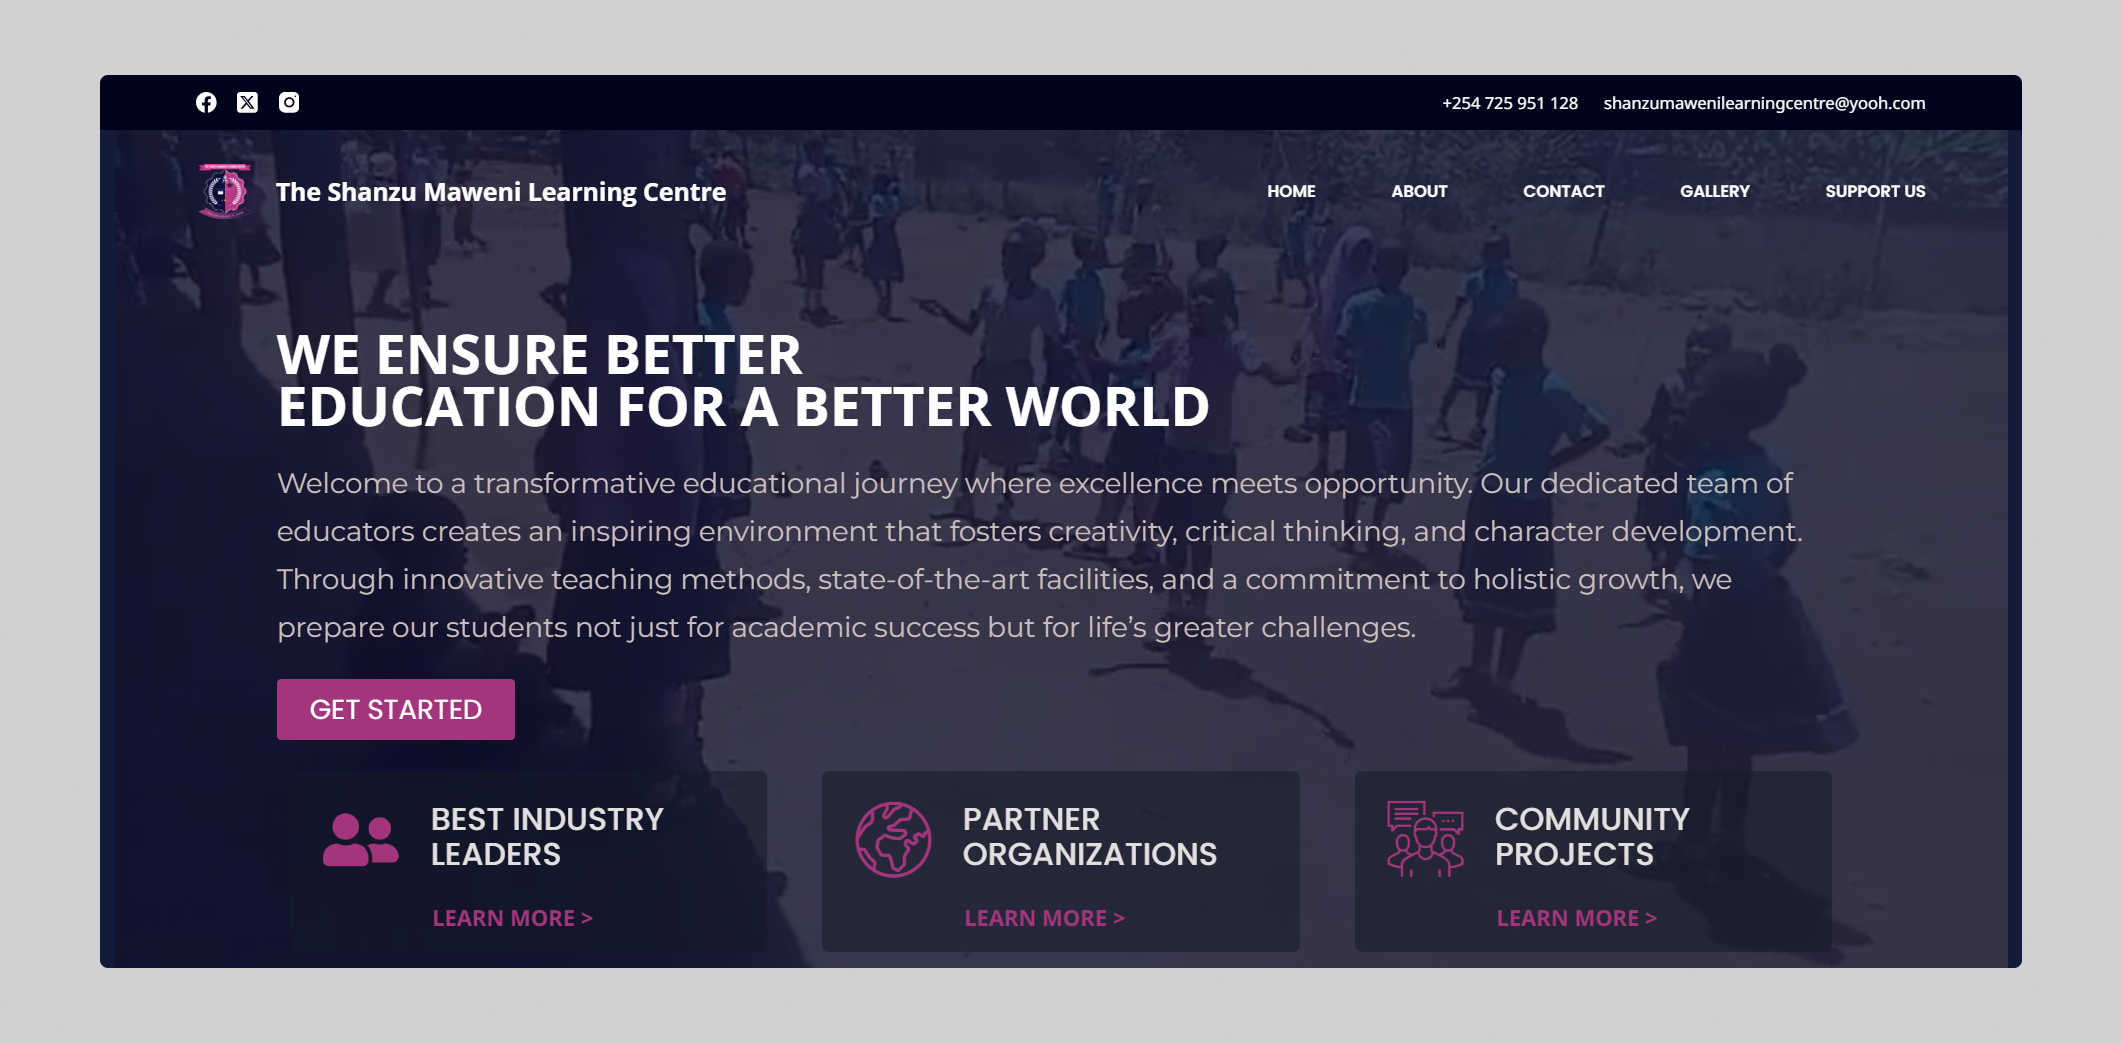 +254 725 951 128 shanzumawenilearningcentre@yooh.com
The Shanzu Maweni Learning Centre
HOME ABOUT CONTACT GALLERY SUPPORT US
WE ENSURE BETTER
EDUCATION FOR A BETTER WORLD
Welcome to a transformative educational journey where excellence meets opportunity. Our dedicated team of
educators creates an inspiring environment that fosters creativity, critical thinking, and character development.
Through innovative teaching methods, state-of-the-art facilities, and a commitment to holistic growth, we
prepare our students not just for academic success but for life’s greater challenges.
GET STARTED
BEST INDUSTRY
LEADERS
LEARN MORE >
PARTNER
ORGANIZATIONS
LEARN MORE >
COMMUNITY
PROJECTS
LEARN MORE >